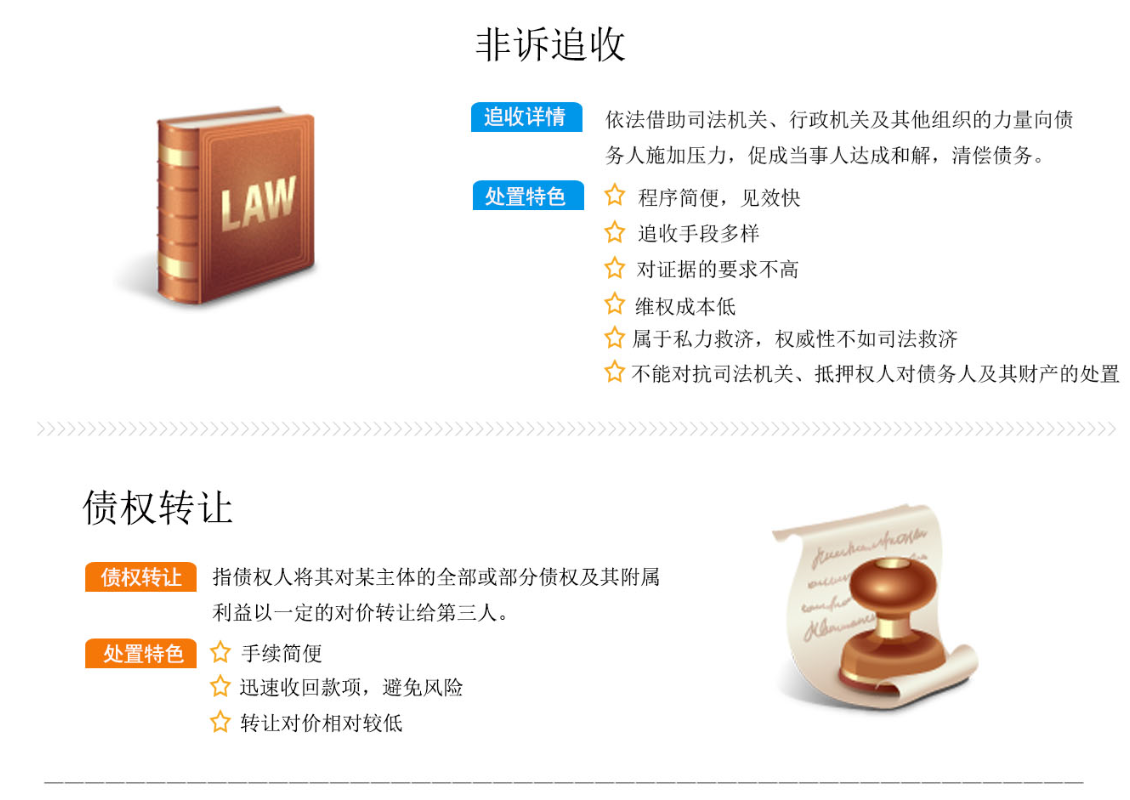 非诉追收
LAW
追收详情
依法借助司法机关、行政机关及其他组织的力量向债
务人施加压力，促成当事人达成和解，清偿债务。
处置特色
程序简便，见效快
追收手段多样
对证据的要求不高
维权成本低
属于私力救济，权威性不如司法救济
不能对抗司法机关、抵押权人对债务人及其财产的处置
债权转让
债权转让
指债权人将其对某主体的全部或部分债权及其附属
利益以一定的对价转让给第三人。
处置特色
手续简便
迅速收回款项，避免风险
转让对价相对较低